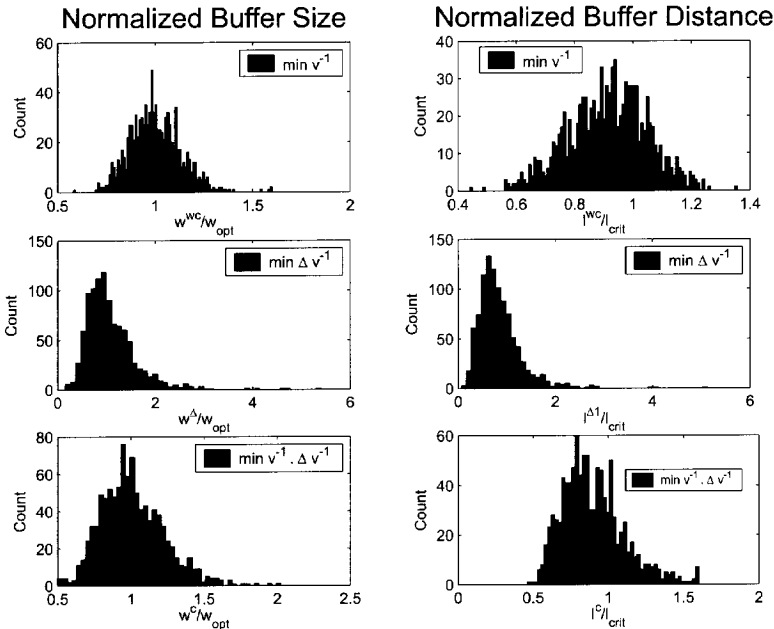 Normalized Buffer Size
Normalized Buffer Distance
60
40
20
0
Count
min v⁻¹
0.5 1 1.5 2
w^wc/w_opt
40
30
20
10
0
Count
min v⁻¹
0.4 0.6 0.8 1 1.2 1.4
l^wc/l_crit
150
100
50
0
Count
min Δ v⁻¹
0 2 4 6
w^Δ/w_opt
150
100
50
0
Count
min Δ v⁻¹
0 2 4 6
l^Δ1/l_crit
80
60
40
20
0
Count
min v⁻¹ . Δ v⁻¹
0.5 1 1.5 2 2.5
w^c/w_opt
60
40
20
0
Count
min v⁻¹ . Δ v⁻¹
0 0.5 1 1.5 2
l^c/l_crit